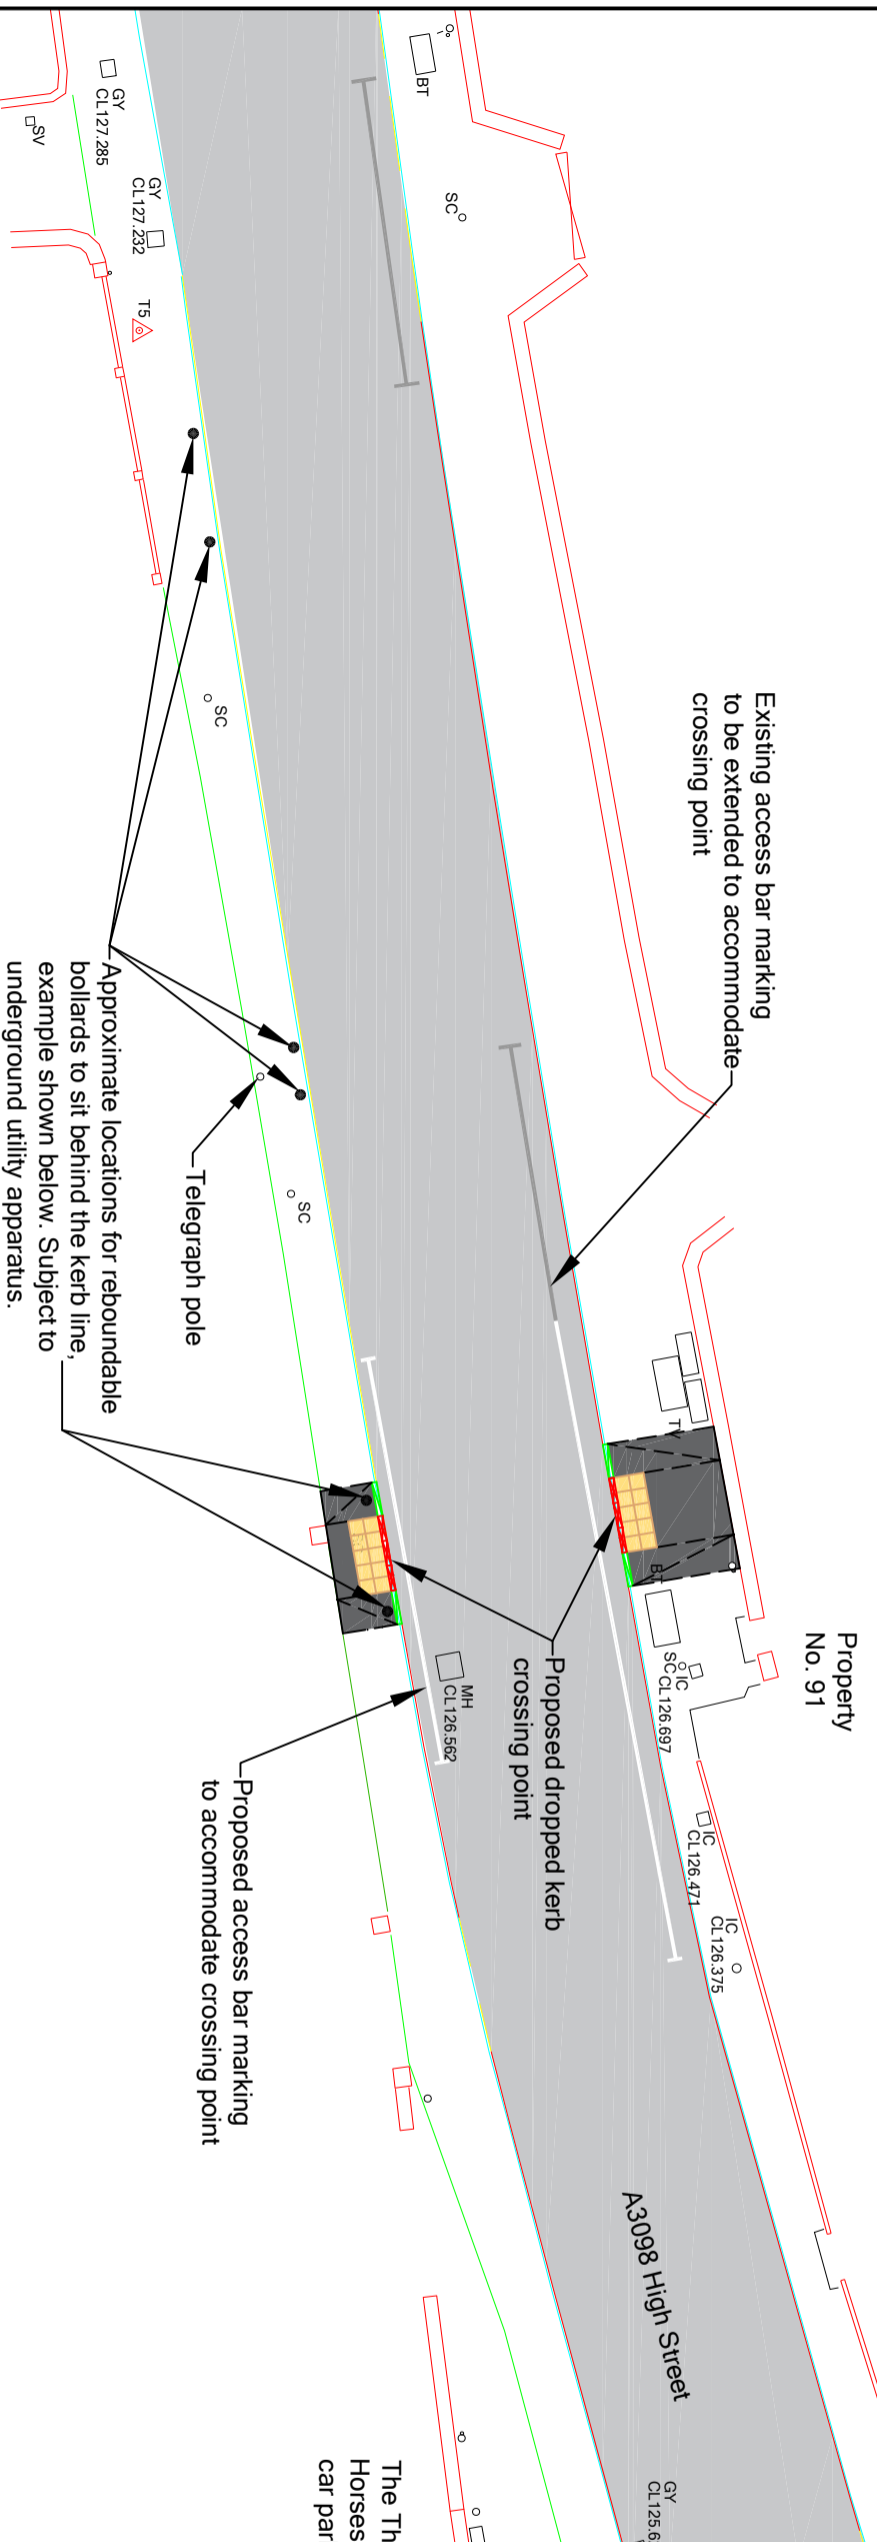 Existing access bar marking
to be extended to accommodate
crossing point
Property
No. 91
BT
SC
GY
CL127.285
SV
GY
CL127.232
T5
SC
SC
TV
BT
IC
SC
CL126.697
IC
CL126.471
IC
CL126.375
MH
CL126.562
Proposed dropped kerb
crossing point
Telegraph pole
Approximate locations for reboundable
bollards to sit behind the kerb line,
example shown below. Subject to
underground utility apparatus.
Proposed access bar marking
to accommodate crossing point
A3098 High Street
GY
CL125.6
The Th
Horses
car par